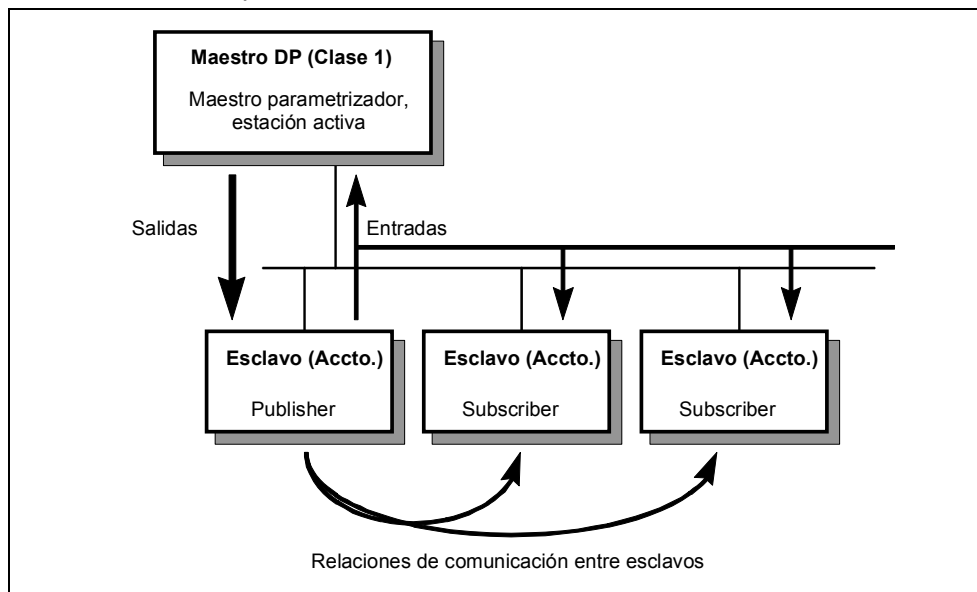 Maestro DP (Clase 1)
Maestro parametrizador,
estación activa
Salidas
Entradas
Esclavo (Accto.)
Publisher
Esclavo (Accto.)
Subscriber
Esclavo (Accto.)
Subscriber
Relaciones de comunicación entre esclavos